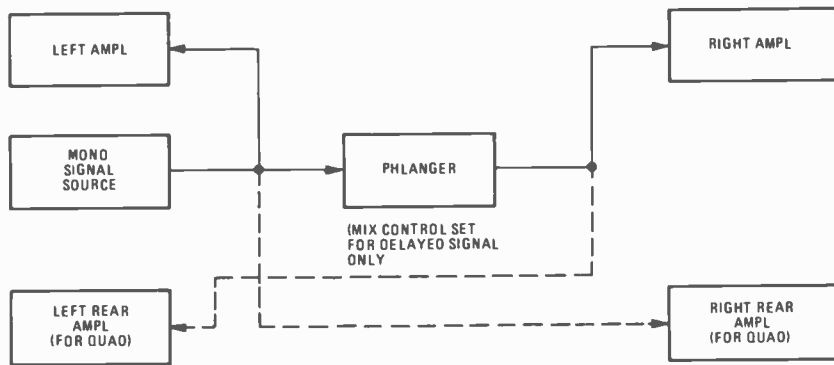 LEFT AMPL
RIGHT AMPL
MONO
SIGNAL
SOURCE
PHLANGER
(MIX CONTROL SET
FOR DELAYED SIGNAL
ONLY
LEFT REAR
AMPL
(FOR QUAO)
RIGHT REAR
AMPL
(FOR QUAO)